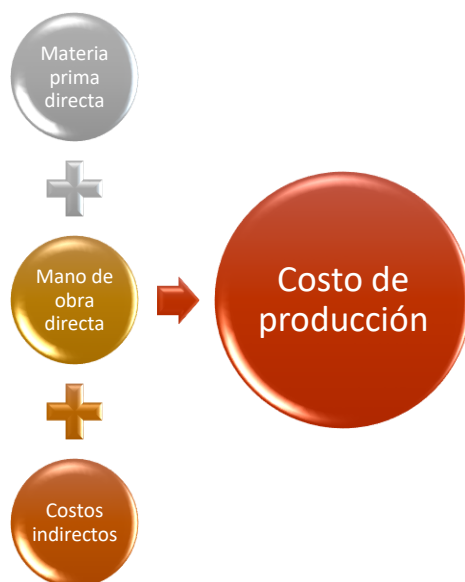 Materia
prima
directa
Mano de
obra
directa
Costos
indirectos
Costo de
producción